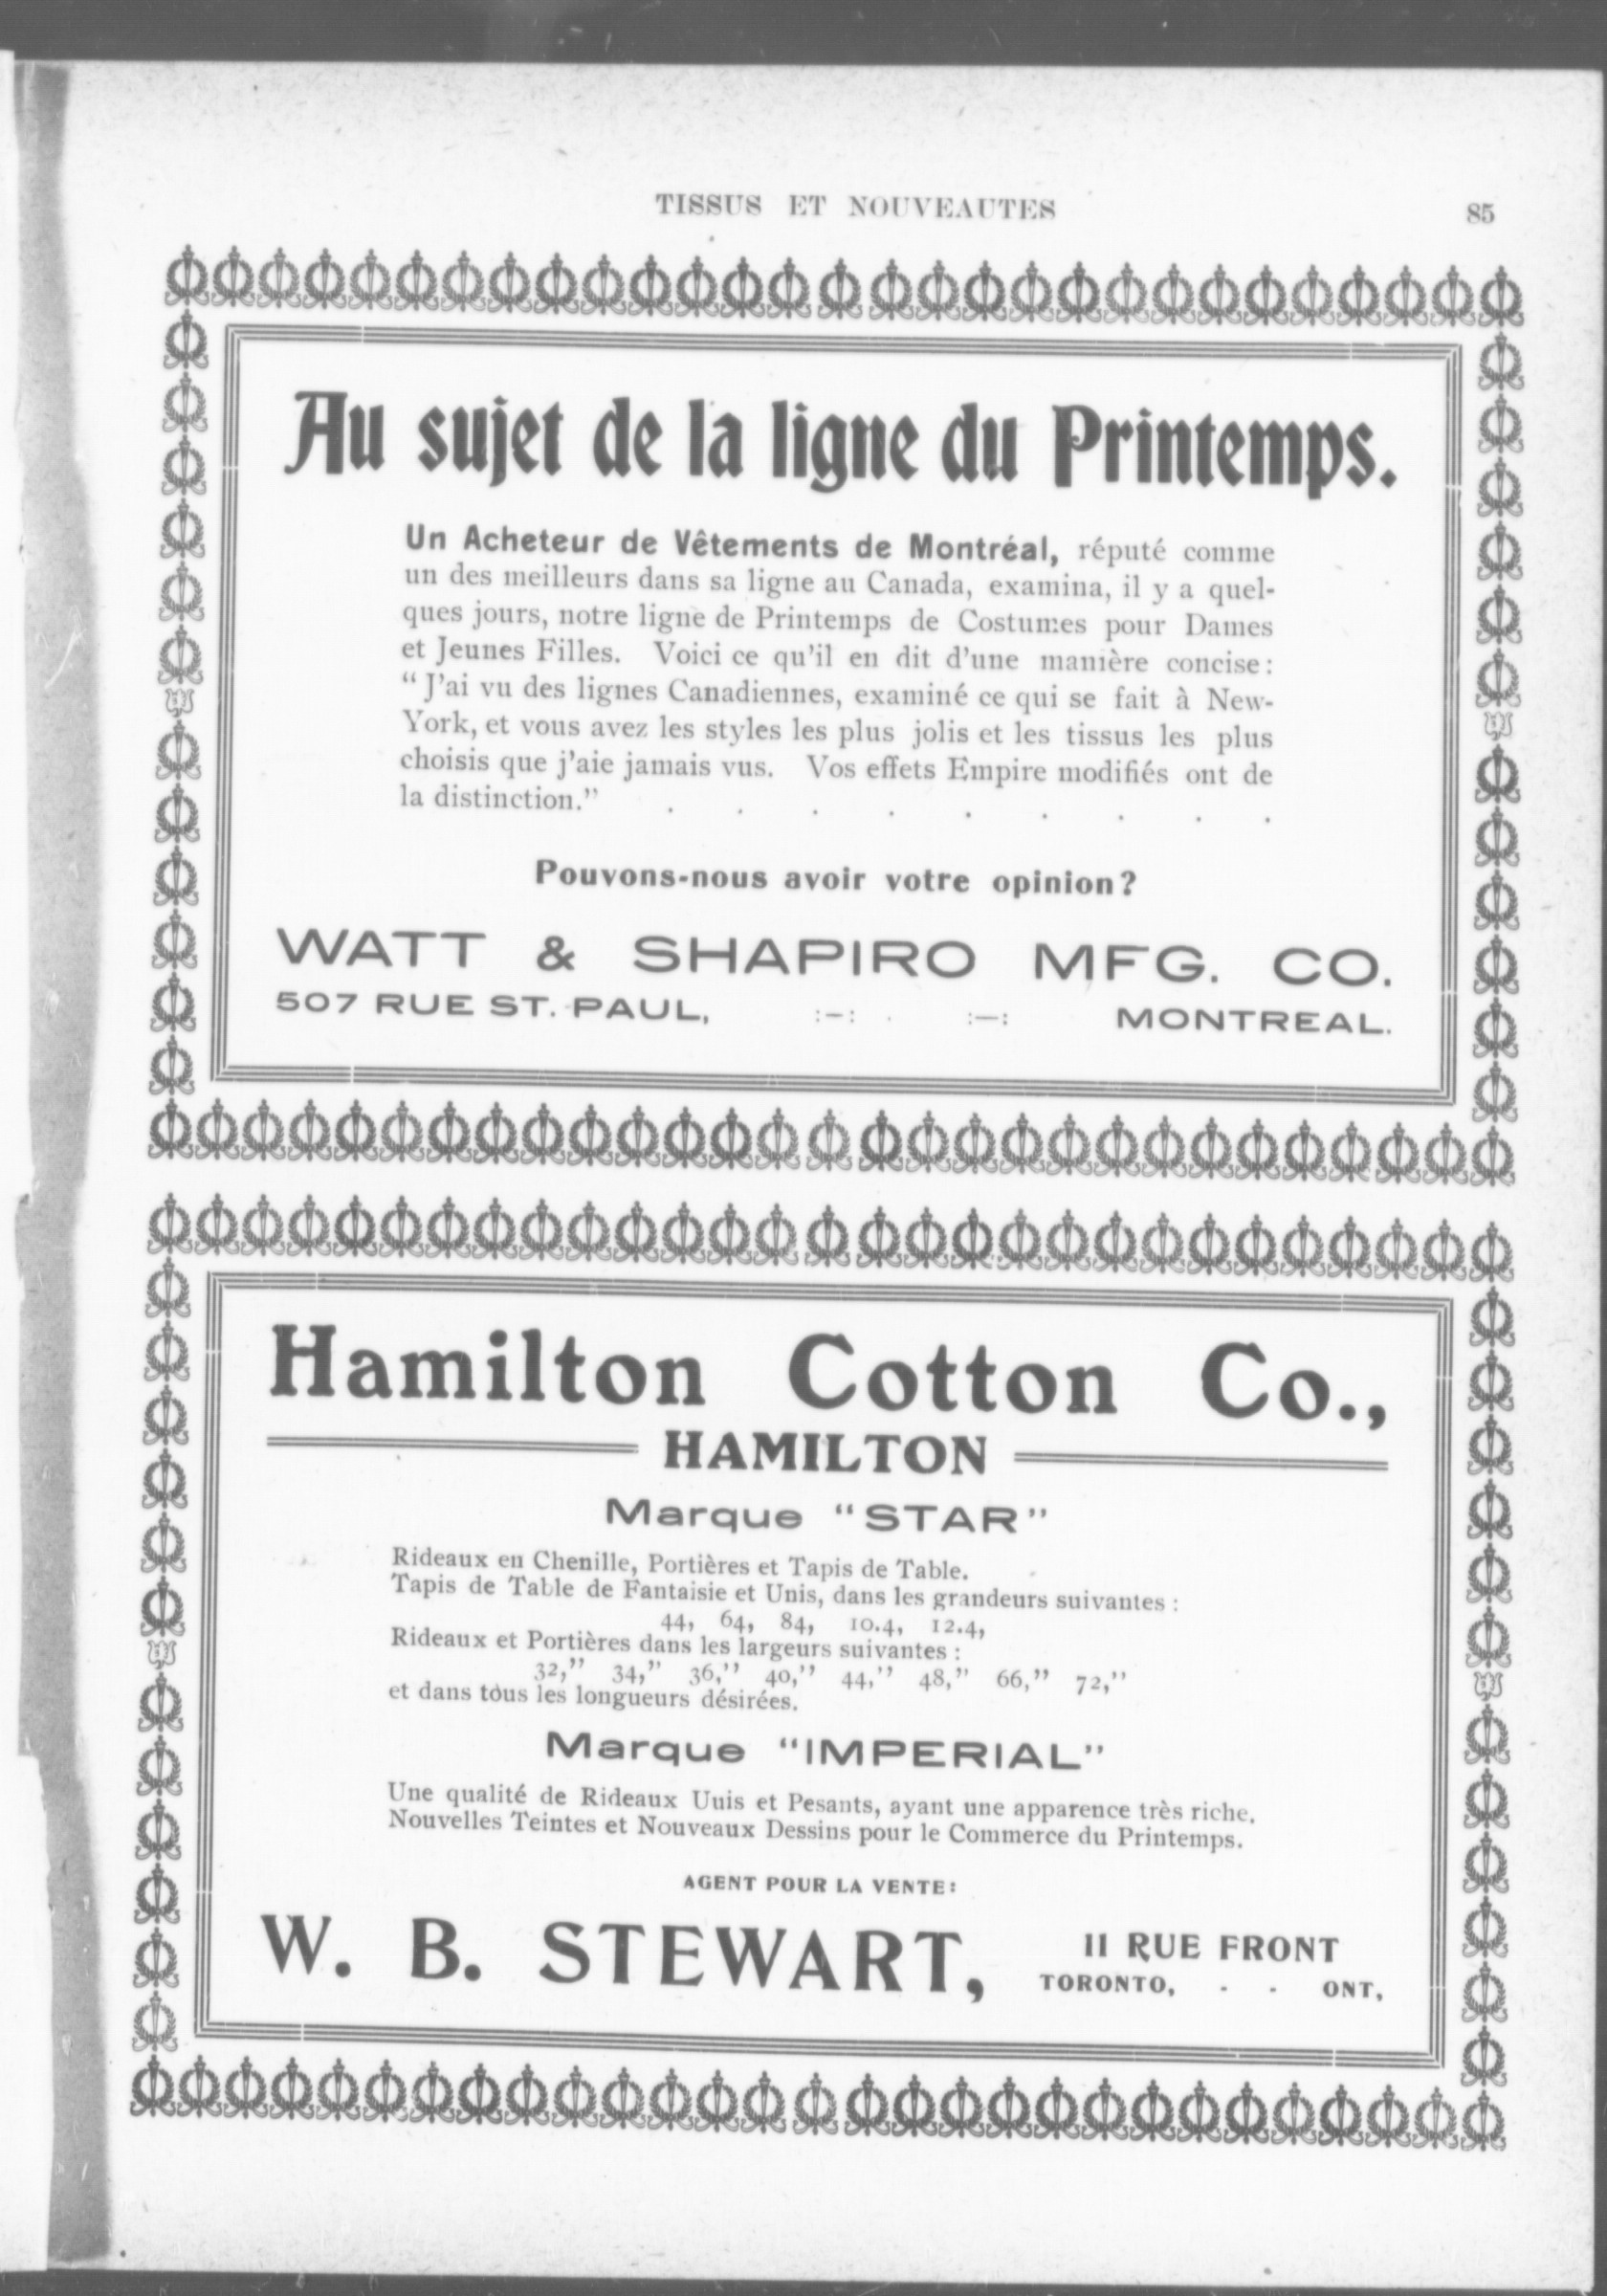 TISSUS ET NOUVEAUTES 85
Au sujet de la ligne du Printemps.
Un Acheteur de Vêtements de Montréal, réputé comme
un des meilleurs dans sa ligne au Canada, examina, il y a quel-
ques jours, notre ligne de Printemps de Costumes pour Dames
et Jeunes Filles. Voici ce qu'il en dit d'une manière concise:
"J'ai vu des lignes Canadiennes, examiné ce qui se fait à New-
York, et vous avez les styles les plus jolis et les tissus les plus
choisis que j'aie jamais vus. Vos effets Empire modifiés ont de
la distinction." . . . . . . . . .
Pouvons-nous avoir votre opinion?
WATT & SHAPIRO MFG. CO.
507 RUE ST. PAUL, :-: :-: MONTREAL.
Hamilton Cotton Co.,
HAMILTON
Marque "STAR"
Rideaux en Chenille, Portières et Tapis de Table.
Tapis de Table de Fantaisie et Unis, dans les grandeurs suivantes :
44, 64, 84, 10.4, 12.4,
Rideaux et Portières dans les largeurs suivantes :
32," 34," 36," 40," 44," 48," 66," 72,"
et dans tous les longueurs désirées.
Marque "IMPERIAL"
Une qualité de Rideaux Uuis et Pesants, ayant une apparence très riche.
Nouvelles Teintes et Nouveaux Dessins pour le Commerce du Printemps.
AGENT POUR LA VENTE:
W. B. STEWART, 11 RUE FRONT
TORONTO, - - ONT,